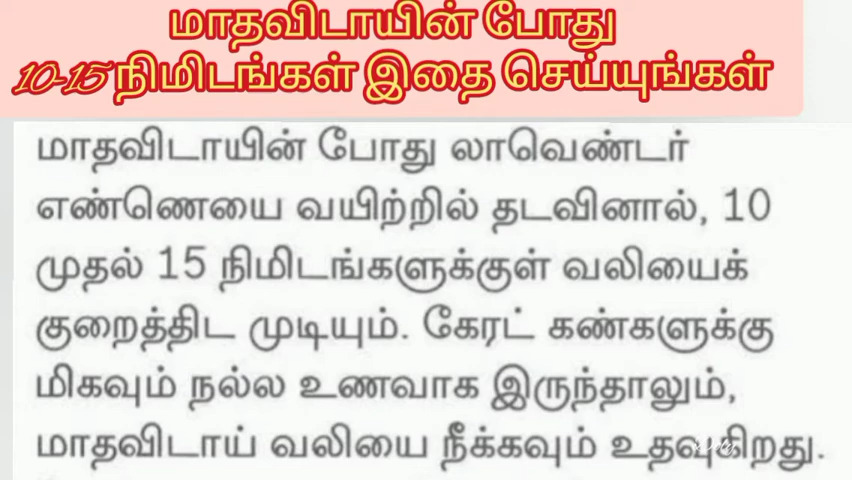 மாதவிடாயின் போது
10-15 நிமிடங்கள் இதை செய்யுங்கள்
மாதவிடாயின் போது லாவெண்டர்
எண்ணெயை வயிற்றில் தடவினால், 10
முதல் 15 நிமிடங்களுக்குள் வலியைக்
குறைத்திட முடியும். கேரட் கண்களுக்கு
மிகவும் நல்ல உணவாக இருந்தாலும்,
மாதவிடாய் வலியை நீக்கவும் உதவுகிறது.